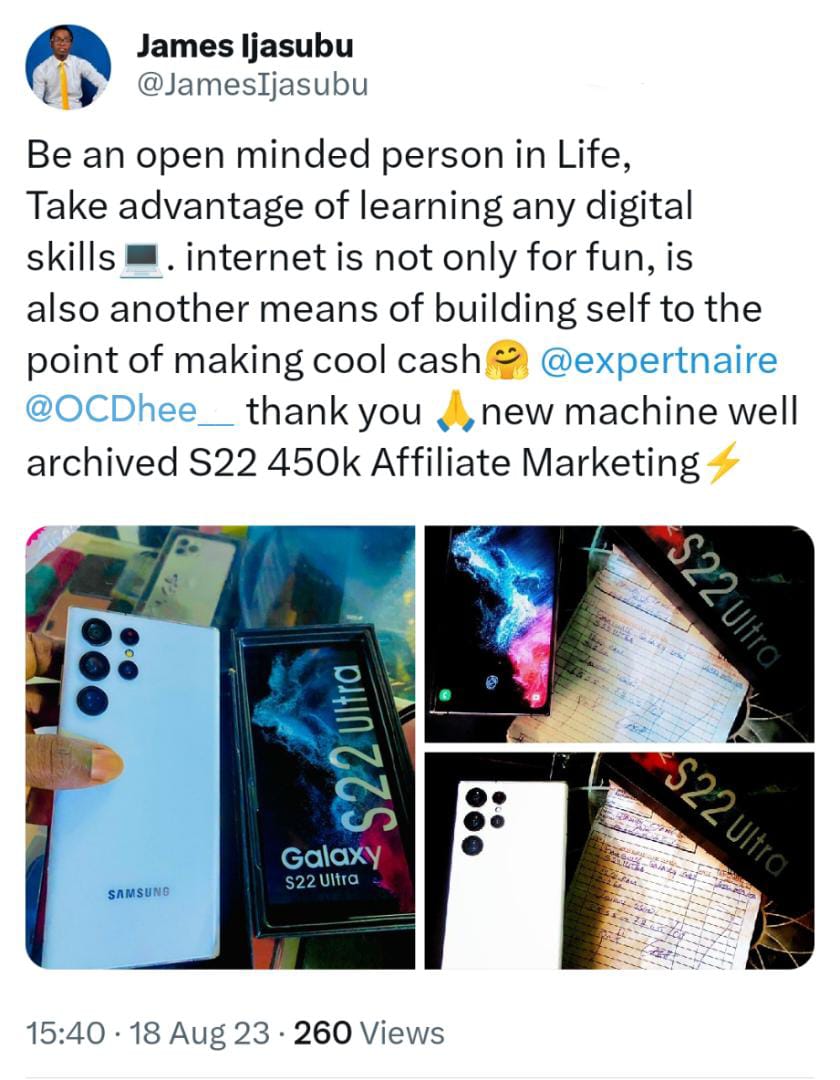 James Ijasubu
@JamesIjasubu
Be an open minded person in Life,
Take advantage of learning any digital
skills💻. internet is not only for fun, is
also another means of building self to the
point of making cool cash🤗 @expertnaire
@OCDhee__ thank you 🙏new machine well
archived S22 450k Affiliate Marketing⚡
SAMSUNG
S22 Ultra
Galaxy
S22 Ultra
S22 Ultra
S22 Ultra
15:40 · 18 Aug 23 · 260 Views